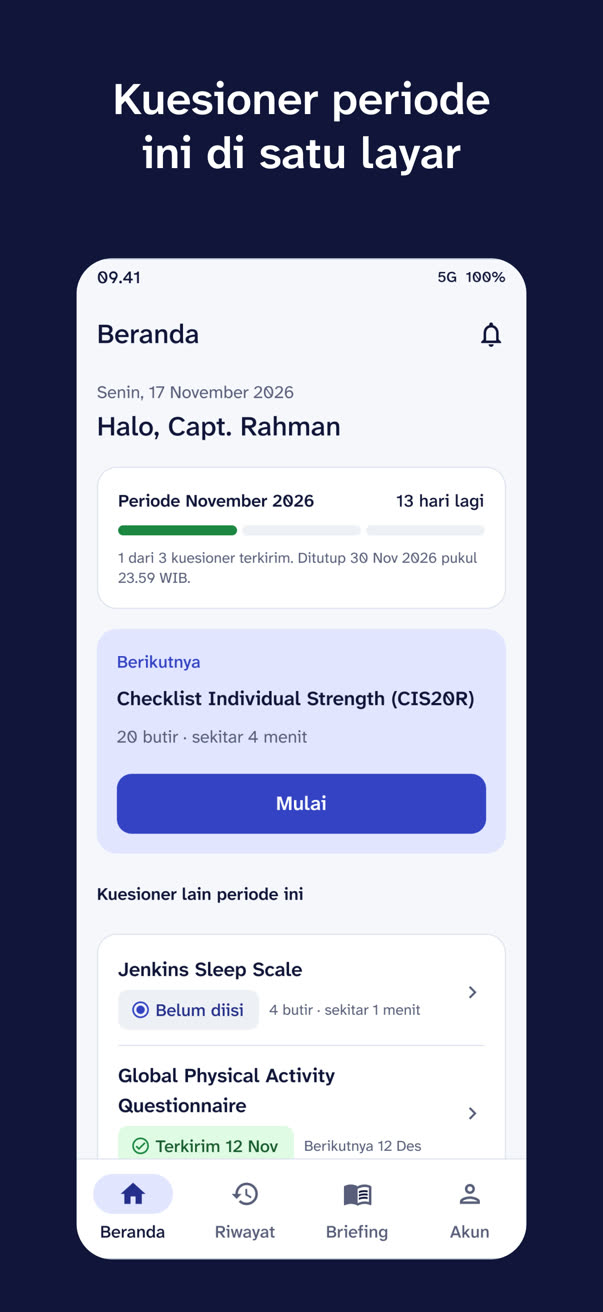 Kuesioner periode
ini di satu layar
09.41
5G 100%
Beranda
Senin, 17 November 2026
Halo, Capt. Rahman
Periode November 2026
13 hari lagi
1 dari 3 kuesioner terkirim. Ditutup 30 Nov 2026 pukul
23.59 WIB.
Berikutnya
Checklist Individual Strength (CIS20R)
20 butir · sekitar 4 menit
Mulai
Kuesioner lain periode ini
Jenkins Sleep Scale
Belum diisi
4 butir · sekitar 1 menit
Global Physical Activity
Questionnaire
Terkirim 12 Nov
Berikutnya 12 Des
Beranda
Riwayat
Briefing
Akun